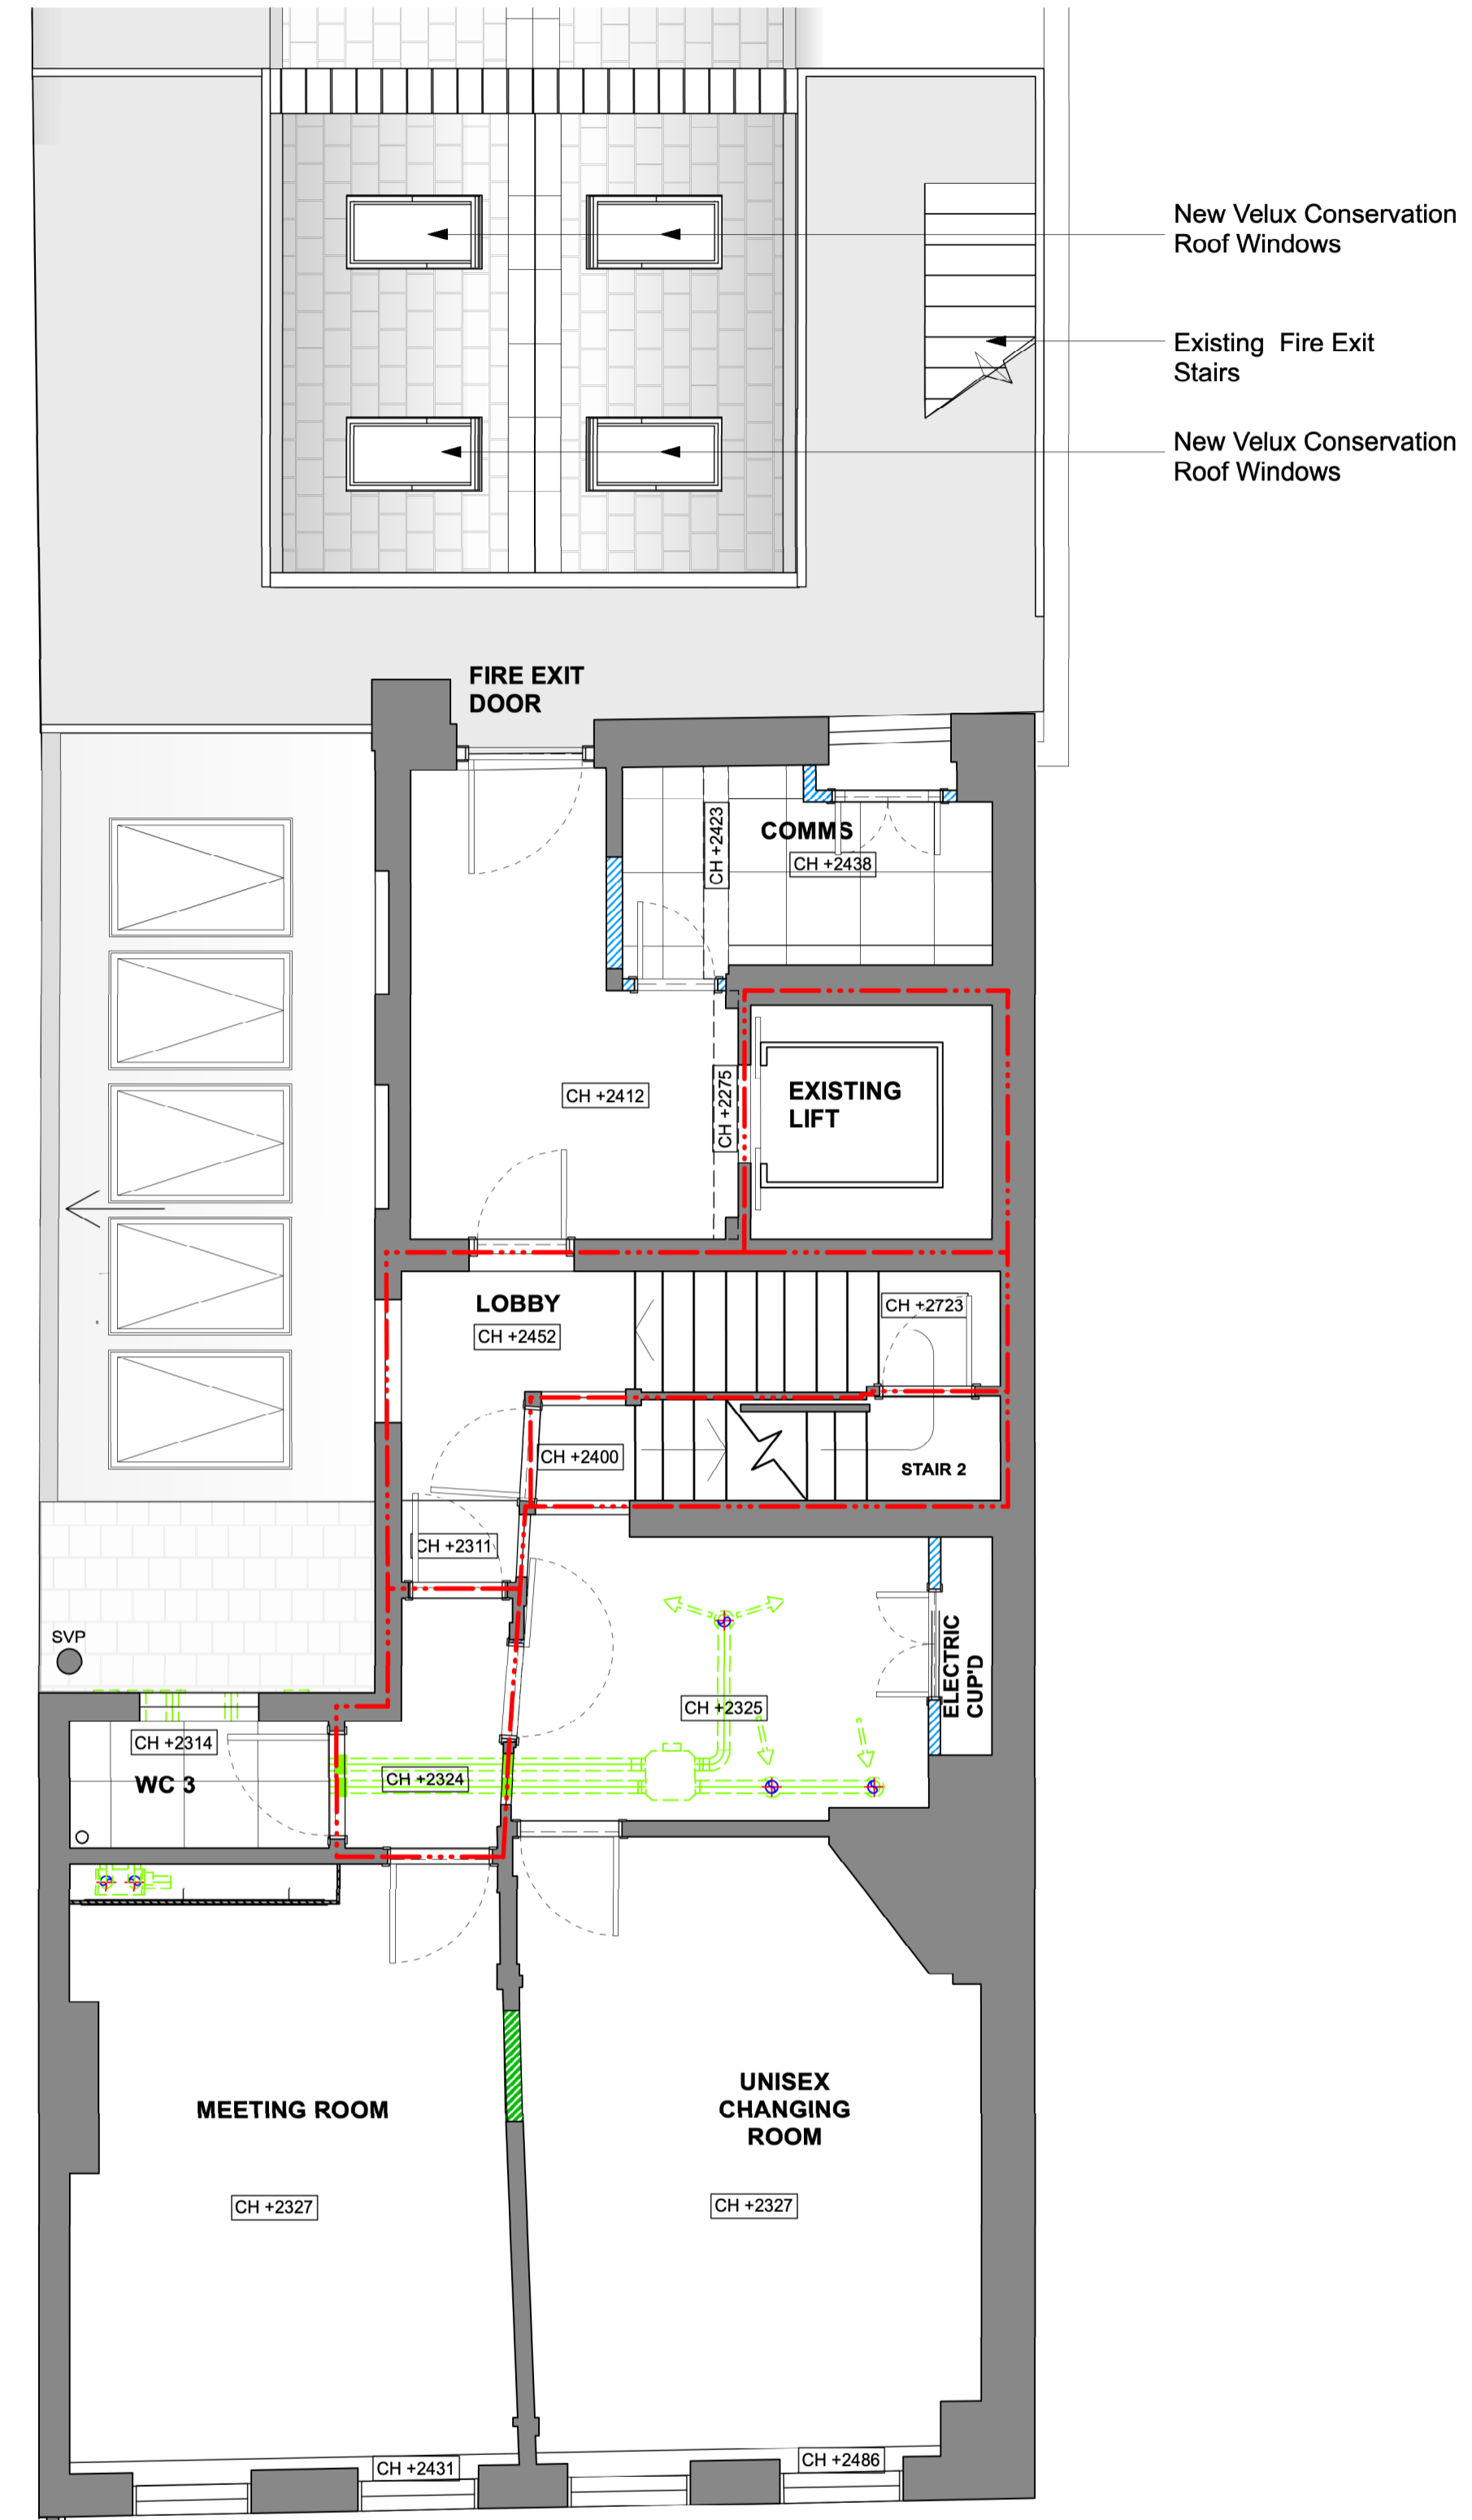 New Velux Conservation
Roof Windows
Existing Fire Exit
Stairs
New Velux Conservation
Roof Windows
FIRE EXIT
DOOR
COMMS
CH +2423
CH +2438
CH +2412
CH +2275
EXISTING
LIFT
LOBBY
CH +2452
CH +2723
CH +2400
STAIR 2
CH +2311
SVP
ELECTRIC
CUP'D
CH +2325
CH +2314
WC 3
CH +2324
MEETING ROOM
UNISEX
CHANGING
ROOM
CH +2327
CH +2327
CH +2431
CH +2486